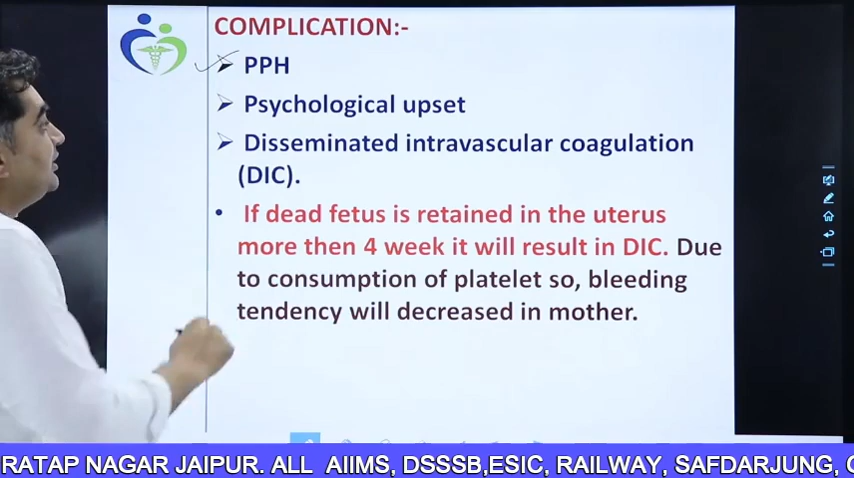 COMPLICATION:-
PPH
Psychological upset
Disseminated intravascular coagulation
(DIC).
If dead fetus is retained in the uterus
more then 4 week it will result in DIC. Due
to consumption of platelet so, bleeding
tendency will decreased in mother.
RATAP NAGAR JAIPUR. ALL AIIMS, DSSSB,ESIC, RAILWAY, SAFDARJUNG,